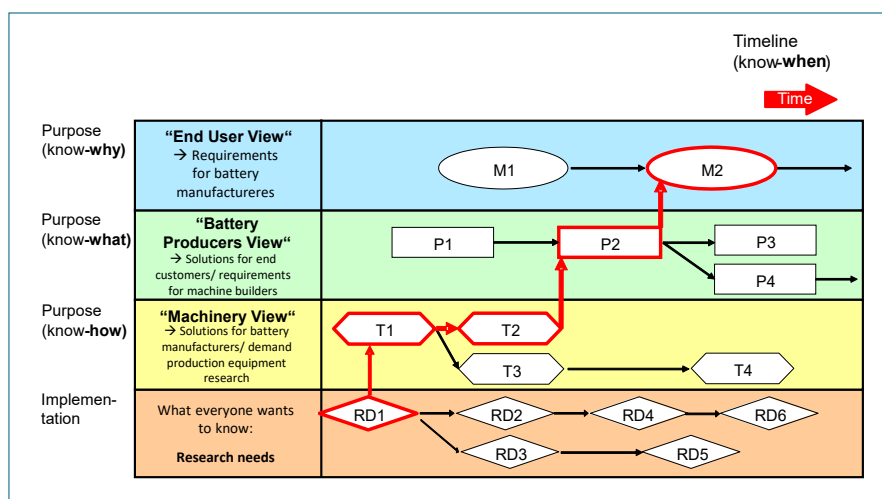 Timeline
(know-when)
Time
Purpose
(know-why)
“End User View“
→ Requirements
for battery
manufactureres
M1
M2
Purpose
(know-what)
“Battery
Producers View“
→ Solutions for end
customers/ requirements
for machine builders
P1
P2
P3
P4
Purpose
(know-how)
“Machinery View“
→ Solutions for battery
manufacturers/ demand
production equipment
research
T1
T2
T3
T4
Implemen-
tation
What everyone wants
to know:
Research needs
RD1
RD2
RD4
RD6
RD3
RD5